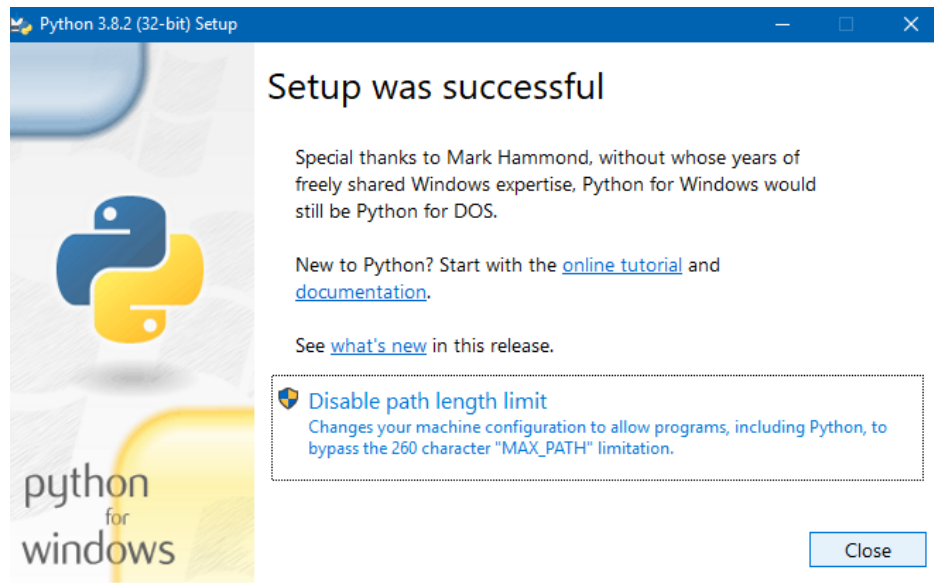 Python 3.8.2 (32-bit) Setup
Setup was successful
Special thanks to Mark Hammond, without whose years of
freely shared Windows expertise, Python for Windows would
still be Python for DOS.
New to Python? Start with the online tutorial and
documentation.
See what's new in this release.
Disable path length limit
Changes your machine configuration to allow programs, including Python, to
bypass the 260 character "MAX_PATH" limitation.
python
for
windows
Close